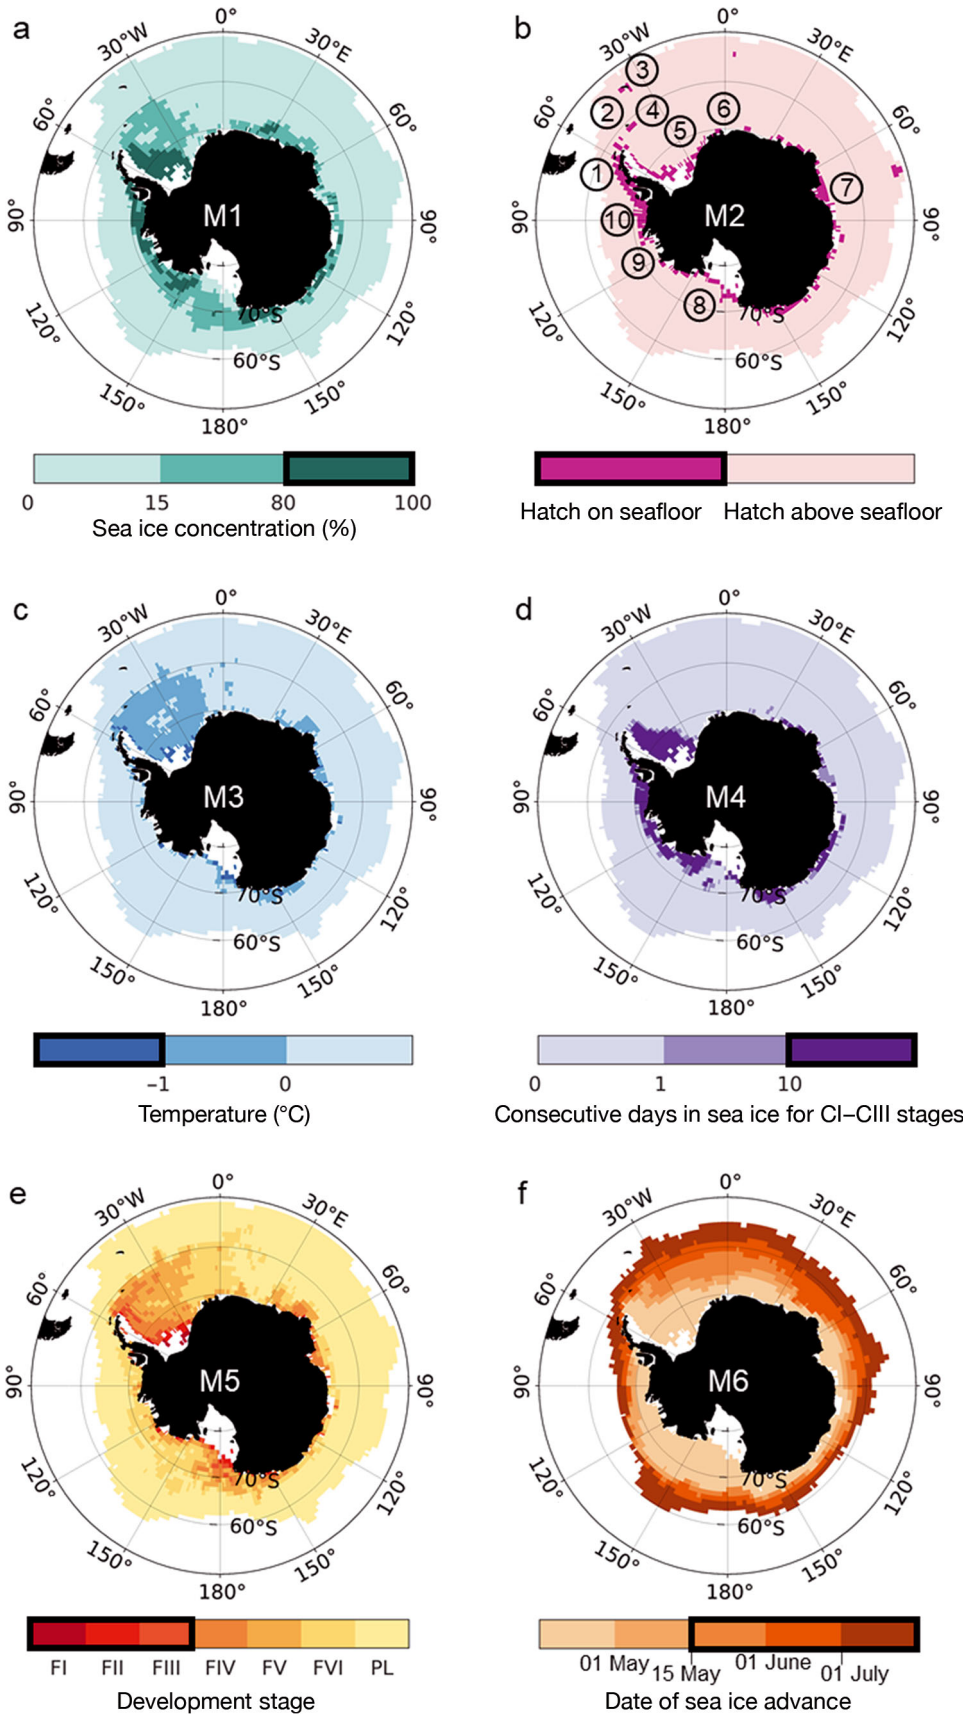 a
b
0°
0°
30°W
30°E
30°W
30°E
60°
60°
60°
60°
3
2
4
5
6
1
7
10
9
8
M1
M2
90°
90°
90°
90°
70°S
70°S
60°S
60°S
120°
120°
120°
120°
150°
150°
150°
150°
180°
180°
0 15 80 100
Sea ice concentration (%)
Hatch on seafloor Hatch above seafloor
c
d
0°
0°
30°W
30°E
30°W
30°E
60°
60°
60°
60°
M3
M4
90°
90°
90°
90°
70°S
70°S
60°S
60°S
120°
120°
120°
120°
150°
150°
150°
150°
180°
180°
−1 0
Temperature (°C)
0 1 10
Consecutive days in sea ice for CI–CIII stages
e
f
0°
0°
30°W
30°E
30°W
30°E
60°
60°
60°
60°
M5
M6
90°
90°
90°
90°
70°S
70°S
60°S
60°S
120°
120°
120°
120°
150°
150°
150°
150°
180°
180°
FI FII FIII FIV FV FVI PL
Development stage
01 May 15 May 01 June 01 July
Date of sea ice advance